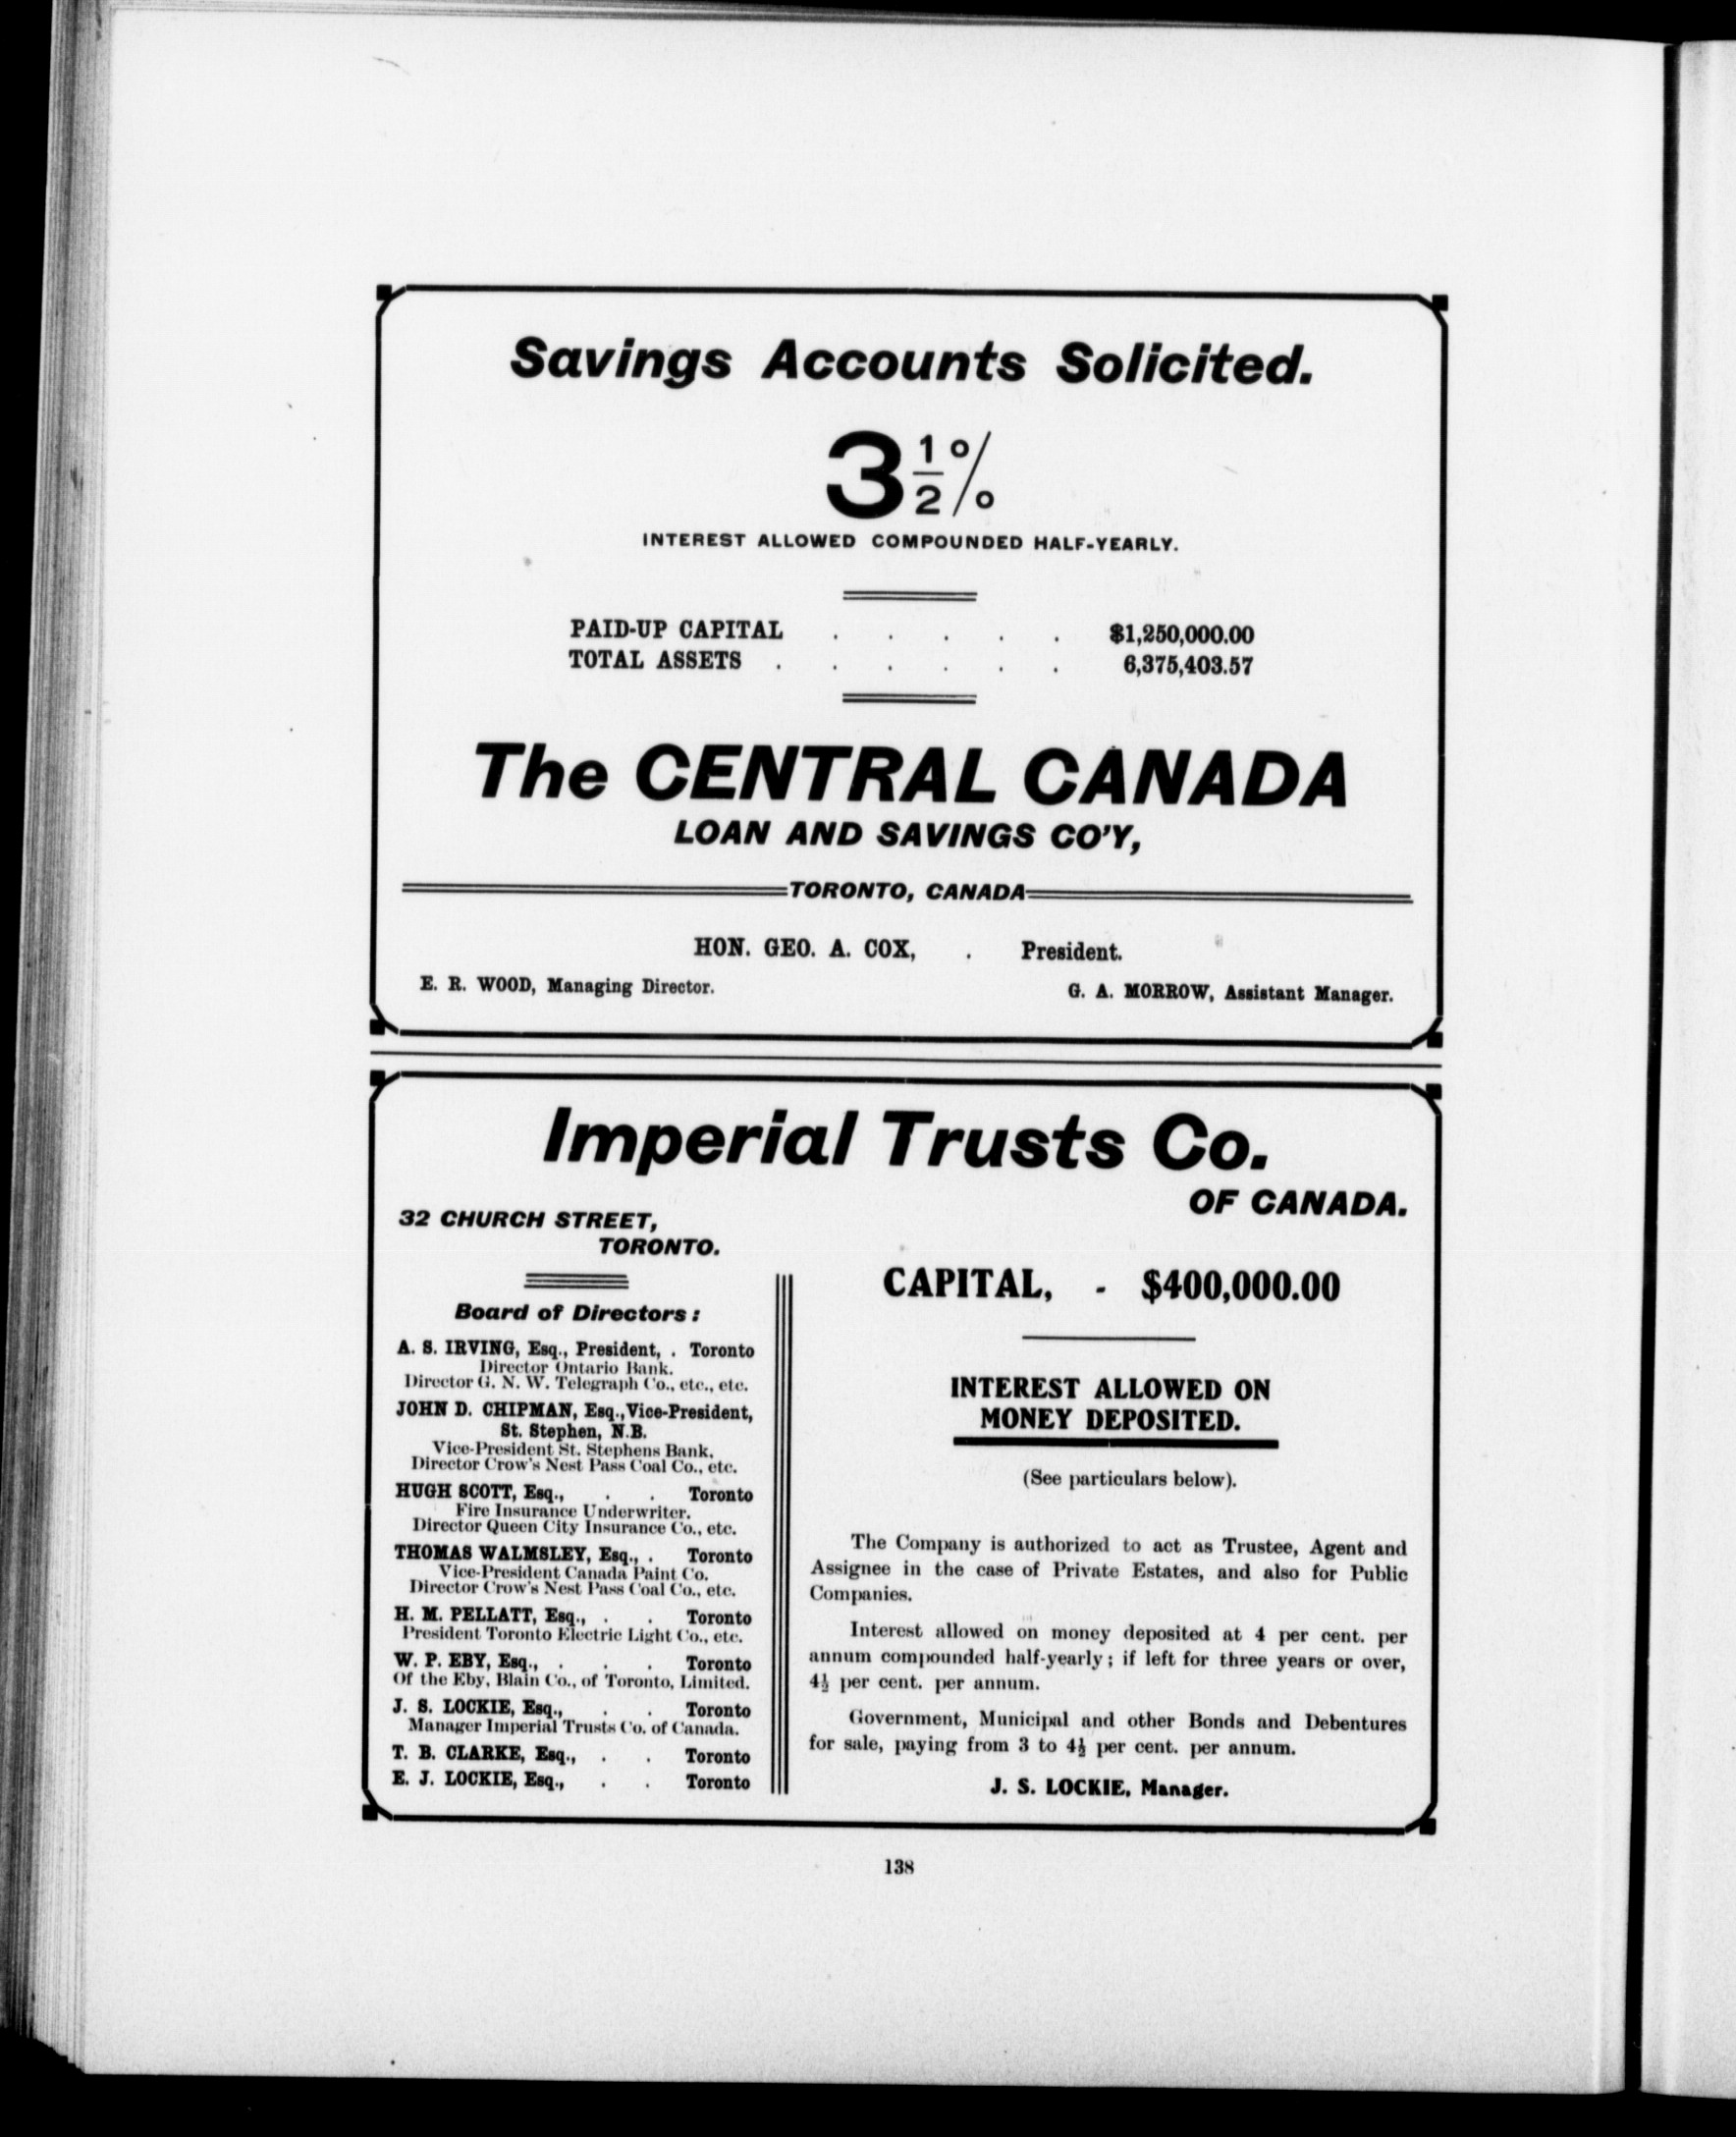 Savings Accounts Solicited.
3½%
INTEREST ALLOWED COMPOUNDED HALF-YEARLY.
PAID-UP CAPITAL . . . . . $1,250,000.00
TOTAL ASSETS . . . . . . 6,375,403.57
The CENTRAL CANADA
LOAN AND SAVINGS CO'Y,
TORONTO, CANADA
HON. GEO. A. COX, . President.
E. R. WOOD, Managing Director. G. A. MORROW, Assistant Manager.
Imperial Trusts Co.
OF CANADA.
32 CHURCH STREET,
TORONTO.
Board of Directors:
A. S. IRVING, Esq., President, . Toronto
Director Ontario Bank.
Director G. N. W. Telegraph Co., etc., etc.
JOHN D. CHIPMAN, Esq., Vice-President,
St. Stephen, N.B.
Vice-President St. Stephens Bank.
Director Crow's Nest Pass Coal Co., etc.
HUGH SCOTT, Esq., . . Toronto
Fire Insurance Underwriter.
Director Queen City Insurance Co., etc.
THOMAS WALMSLEY, Esq., . Toronto
Vice-President Canada Paint Co.
Director Crow's Nest Pass Coal Co., etc.
H. M. PELLATT, Esq., . . Toronto
President Toronto Electric Light Co., etc.
W. P. EBY, Esq., . . . Toronto
Of the Eby, Blain Co., of Toronto, Limited.
J. S. LOCKIE, Esq., . . Toronto
Manager Imperial Trusts Co. of Canada.
T. B. CLARKE, Esq., . . Toronto
E. J. LOCKIE, Esq., . . Toronto
CAPITAL, - $400,000.00
INTEREST ALLOWED ON
MONEY DEPOSITED.
(See particulars below).
The Company is authorized to act as Trustee, Agent and
Assignee in the case of Private Estates, and also for Public
Companies.
Interest allowed on money deposited at 4 per cent. per
annum compounded half-yearly; if left for three years or over,
4½ per cent. per annum.
Government, Municipal and other Bonds and Debentures
for sale, paying from 3 to 4½ per cent. per annum.
J. S. LOCKIE, Manager.
138